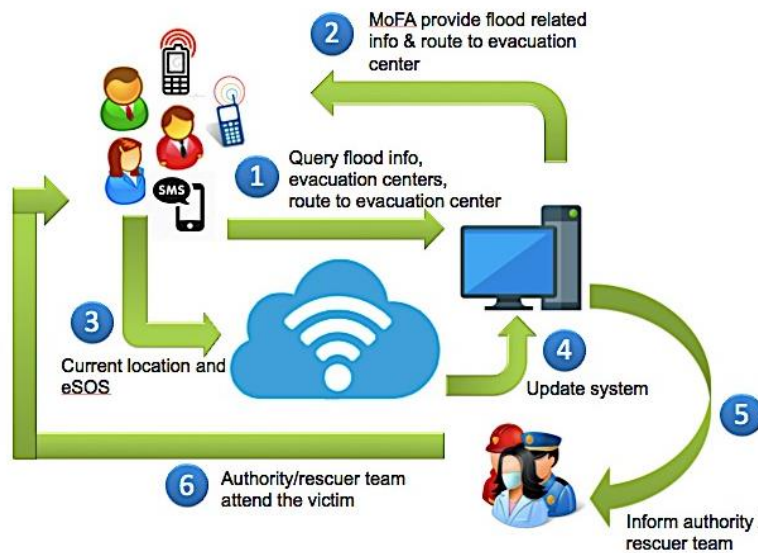 2
MoFA provide flood related
info & route to evacuation
center
1
Query flood info,
evacuation centers,
route to evacuation center
SMS
3
Current location and
eSOS
4
Update system
5
Inform authority /
rescuer team
6
Authority/rescuer team
attend the victim